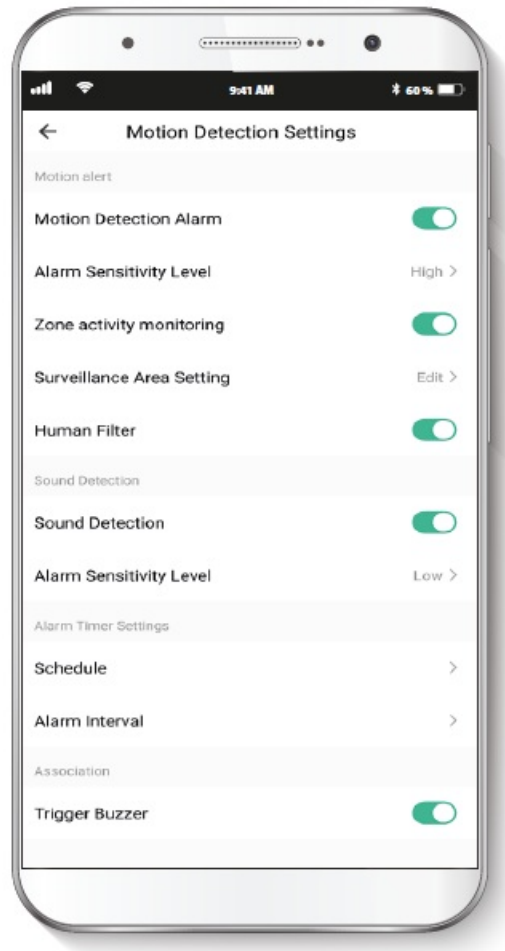 9:41 AM
60%
Motion Detection Settings
Motion alert
Motion Detection Alarm
Alarm Sensitivity Level High >
Zone activity monitoring
Surveillance Area Setting Edit >
Human Filter
Sound Detection
Sound Detection
Alarm Sensitivity Level Low >
Alarm Timer Settings
Schedule >
Alarm Interval >
Association
Trigger Buzzer